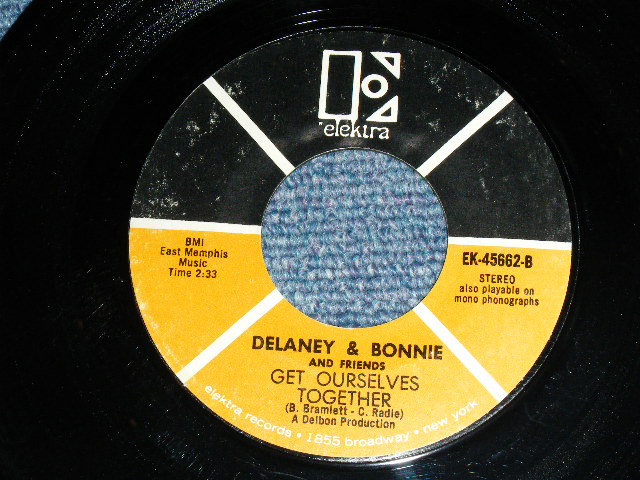 elektra
BMI
East Memphis
Music
Time 2:33
EK-45662-B
STEREO
also playable on
mono phonographs
DELANEY & BONNIE
AND FRIENDS
GET OURSELVES
TOGETHER
(B. Bramlett - C. Radle)
A Delbon Production
elektra records • 1855 broadway • new york